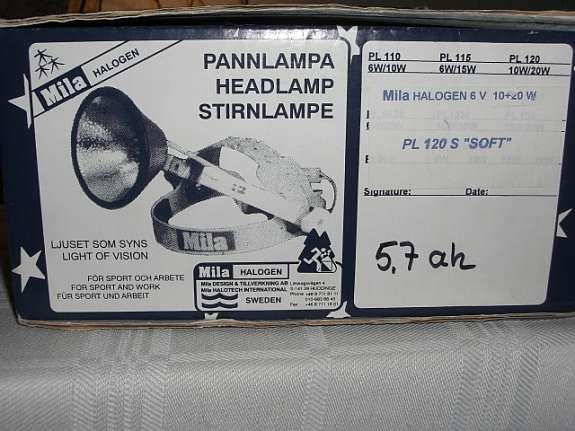 Mila HALOGEN
PANNLAMPA
HEADLAMP
STIRNLAMPE
Mila
LJUSET SOM SYNS
LIGHT OF VISION
FÖR SPORT OCH ARBETE
FOR SPORT AND WORK
FÜR SPORT UND ARBEIT
Mila HALOGEN
Mila DESIGN & TILLVERKNING AB
Mila HALOTECH INTERNATIONAL
SWEDEN
PL 110 PL 115 PL 120
6W/10W 6W/15W 10W/20W
Mila HALOGEN 6 V 10+20 W
PL 120 S "SOFT"
Signature: Date:
5,7 ah